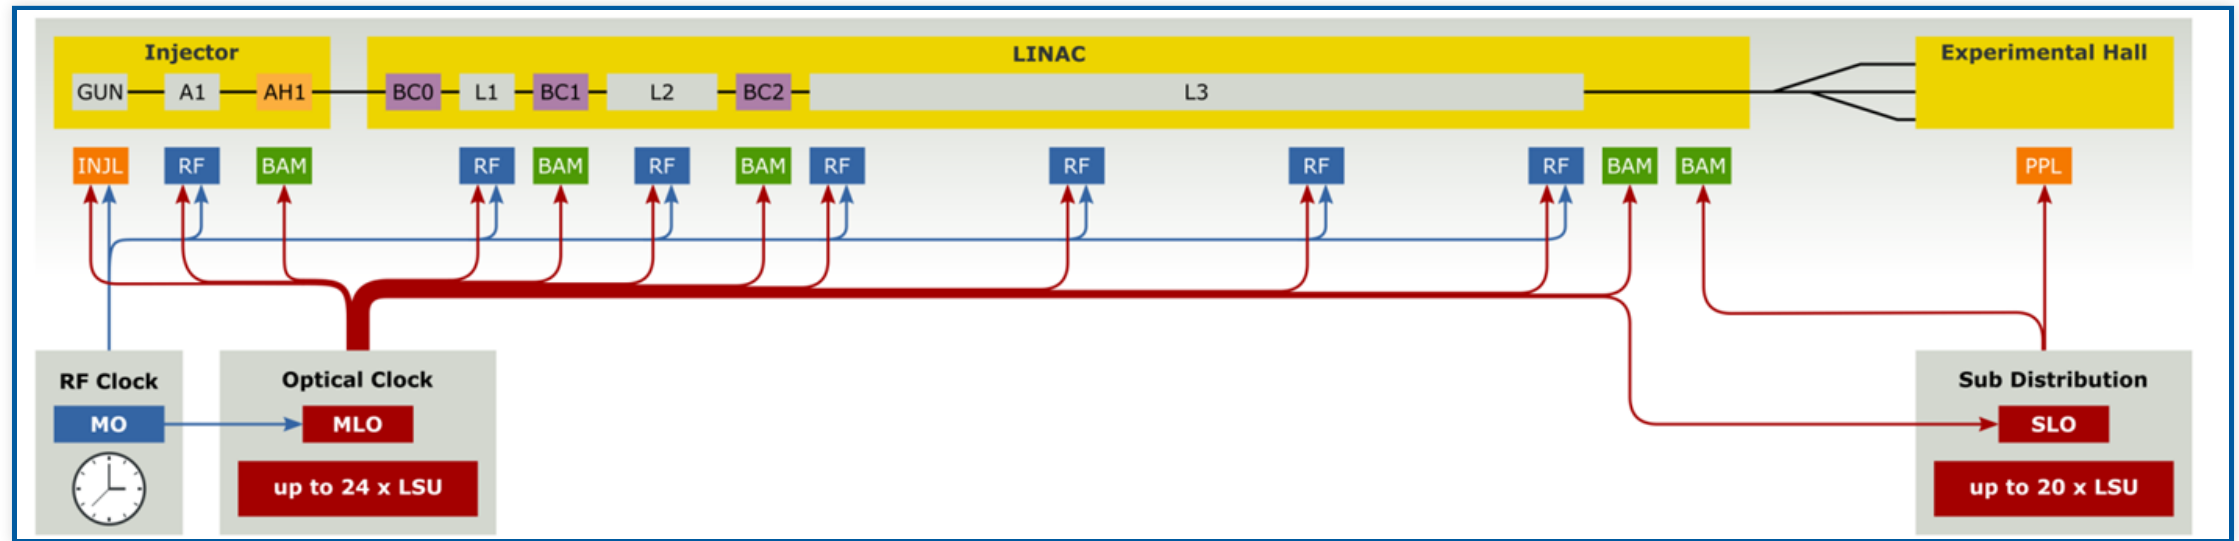 Injector
LINAC
Experimental Hall
GUN A1 AH1 BC0 L1 BC1 L2 BC2 L3
INJL RF BAM RF BAM RF BAM RF RF RF RF BAM BAM PPL
RF Clock
MO
Optical Clock
MLO
up to 24 x LSU
Sub Distribution
SLO
up to 20 x LSU